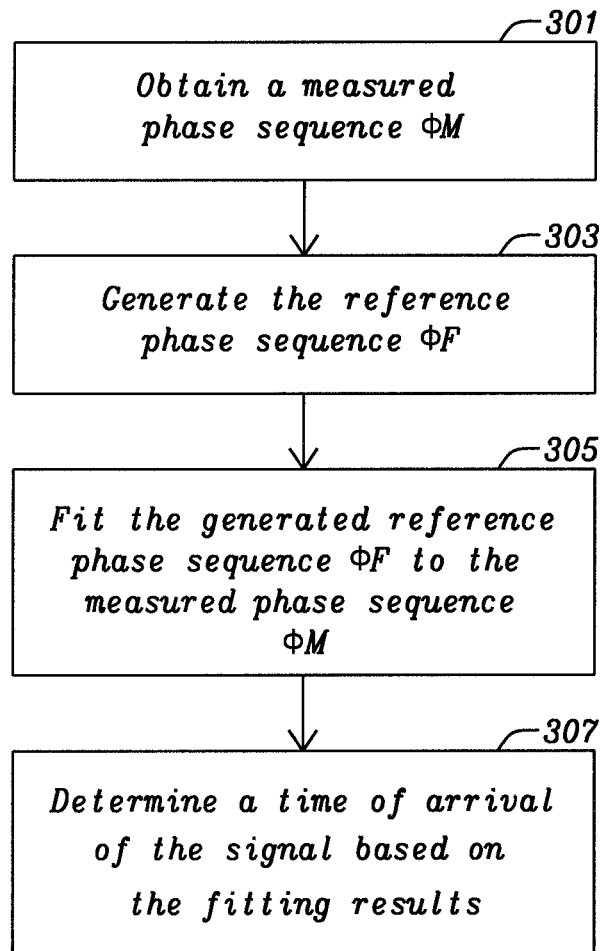 301
Obtain a measured
phase sequence ΦM
303
Generate the reference
phase sequence ΦF
305
Fit the generated reference
phase sequence ΦF to the
measured phase sequence
ΦM
307
Determine a time of arrival
of the signal based on
the fitting results